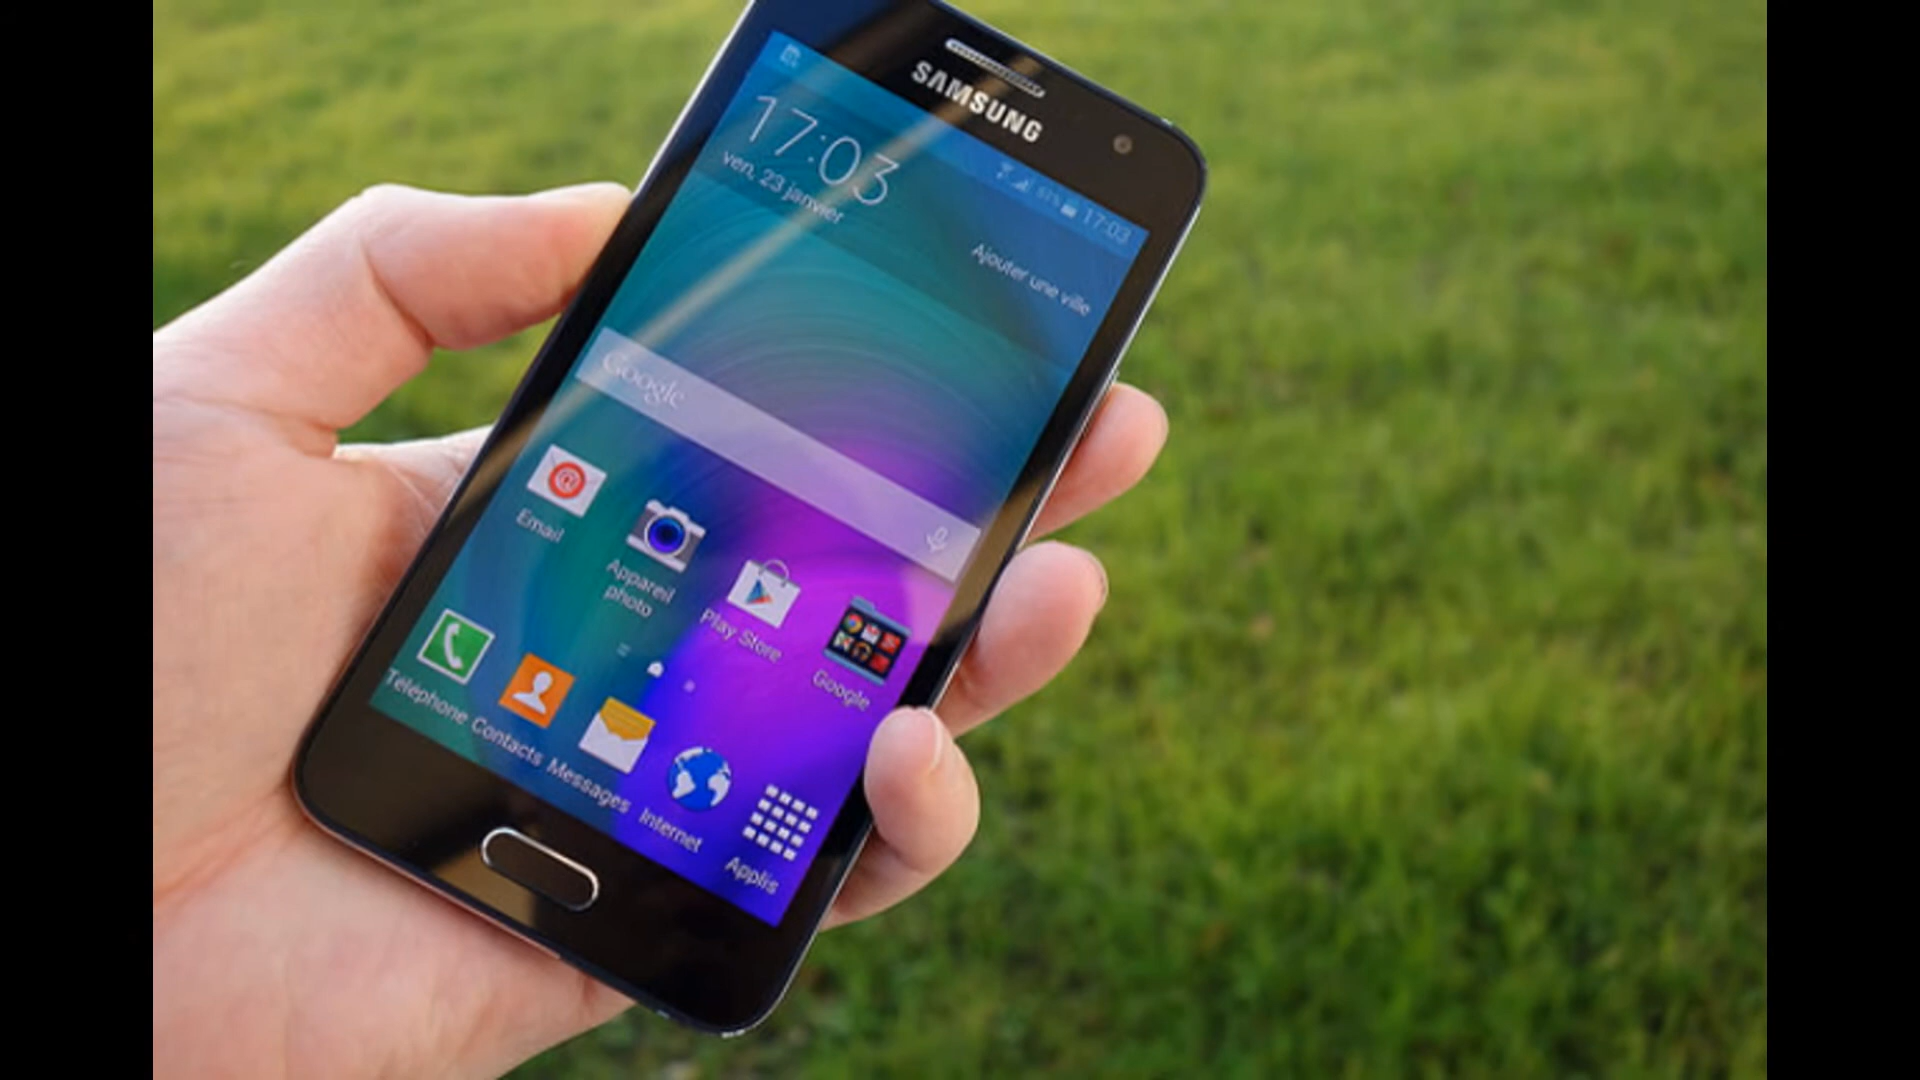 SAMSUNG
17:03
17:03
ven, 23 janvier
Ajouter une ville
Google
Email
Appareil
photo
Play Store
Google
Téléphone
Contacts
Messages
Internet
Applis